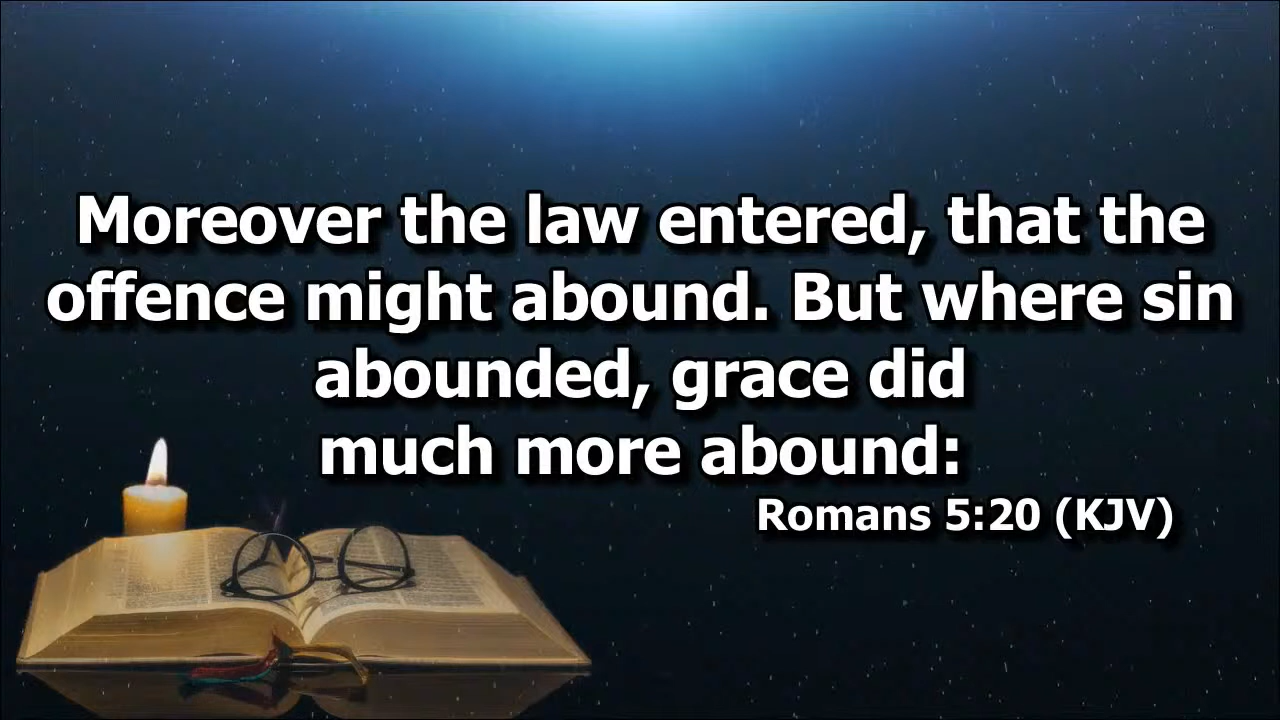 Moreover the law entered, that the
offence might abound. But where sin
abounded, grace did
much more abound:
Romans 5:20 (KJV)